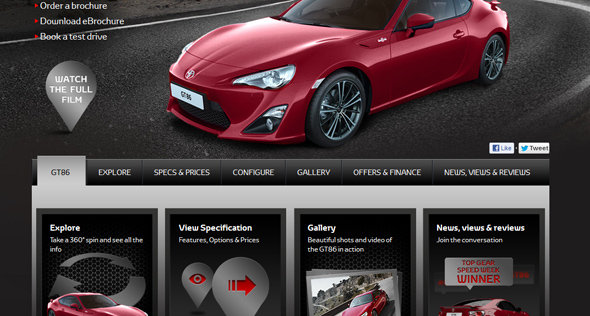 Order a brochure
Download eBrochure
Book a test drive
WATCH
THE FULL
FILM
GT86
Like
Tweet
GT86
EXPLORE
SPECS & PRICES
CONFIGURE
GALLERY
OFFERS & FINANCE
NEWS, VIEWS & REVIEWS
Explore
Take a 360° spin and see all the
info
View Specification
Features, Options & Prices
Gallery
Beautiful shots and video of
the GT86 in action
News, views & reviews
Join the conversation
TOP GEAR
SPEED WEEK
WINNER